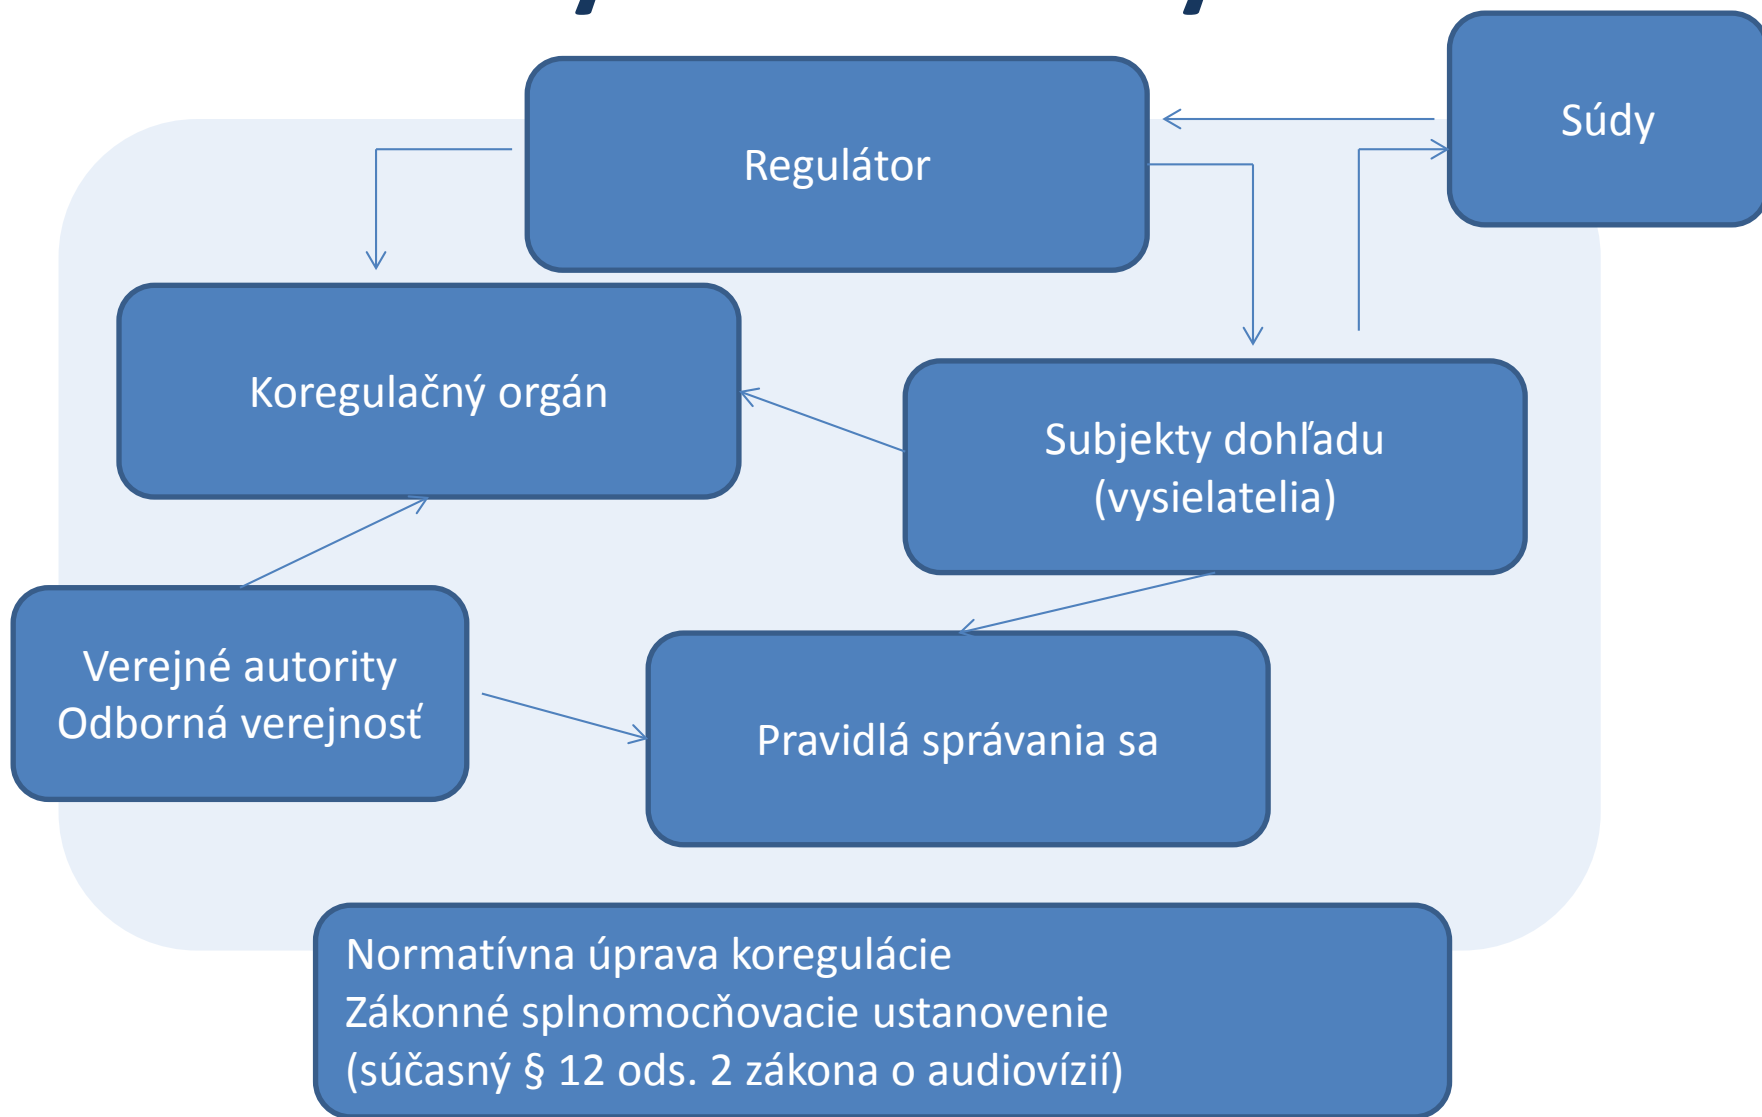 Súdy
Regulátor
Koregulačný orgán
Subjekty dohľadu
(vysielatelia)
Verejné autority
Odborná verejnosť
Pravidlá správania sa
Normatívna úprava koregulácie
Zákonné splnomocňovacie ustanovenie
(súčasný § 12 ods. 2 zákona o audiovízií)